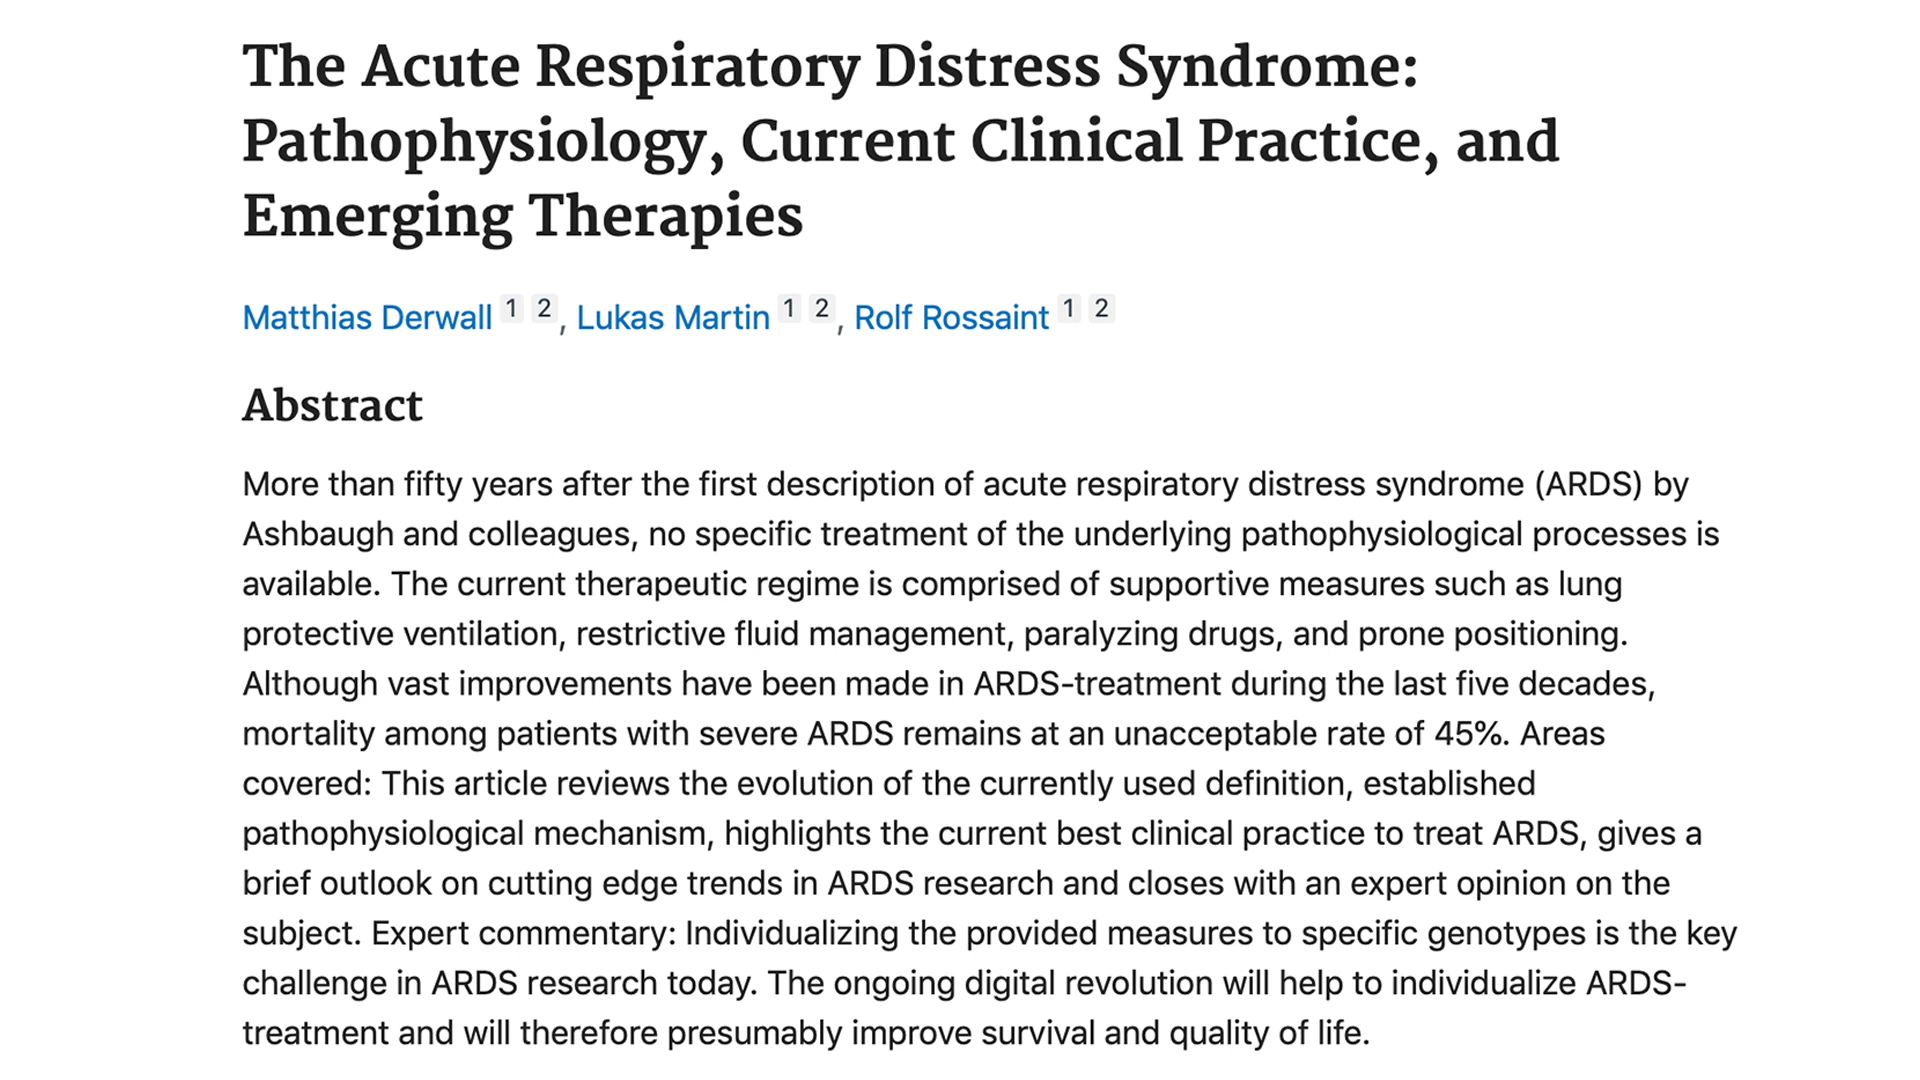 The Acute Respiratory Distress Syndrome:
Pathophysiology, Current Clinical Practice, and
Emerging Therapies
Matthias Derwall 1 2, Lukas Martin 1 2, Rolf Rossaint 1 2
Abstract
More than fifty years after the first description of acute respiratory distress syndrome (ARDS) by
Ashbaugh and colleagues, no specific treatment of the underlying pathophysiological processes is
available. The current therapeutic regime is comprised of supportive measures such as lung
protective ventilation, restrictive fluid management, paralyzing drugs, and prone positioning.
Although vast improvements have been made in ARDS-treatment during the last five decades,
mortality among patients with severe ARDS remains at an unacceptable rate of 45%. Areas
covered: This article reviews the evolution of the currently used definition, established
pathophysiological mechanism, highlights the current best clinical practice to treat ARDS, gives a
brief outlook on cutting edge trends in ARDS research and closes with an expert opinion on the
subject. Expert commentary: Individualizing the provided measures to specific genotypes is the key
challenge in ARDS research today. The ongoing digital revolution will help to individualize ARDS-
treatment and will therefore presumably improve survival and quality of life.